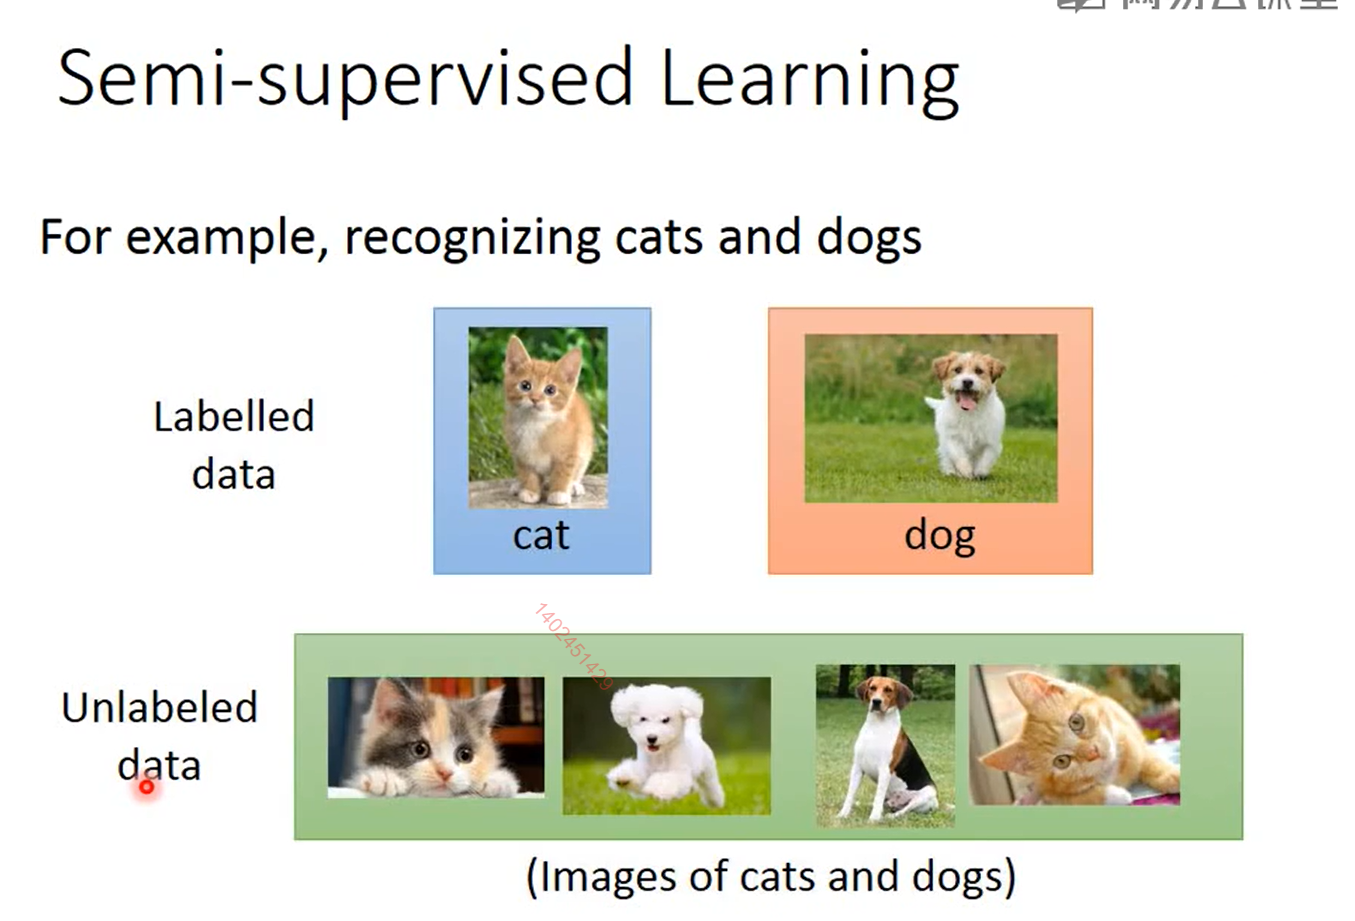 Semi-supervised Learning
For example, recognizing cats and dogs
Labelled
data
cat
dog
1402451429
Unlabeled
data
(Images of cats and dogs)